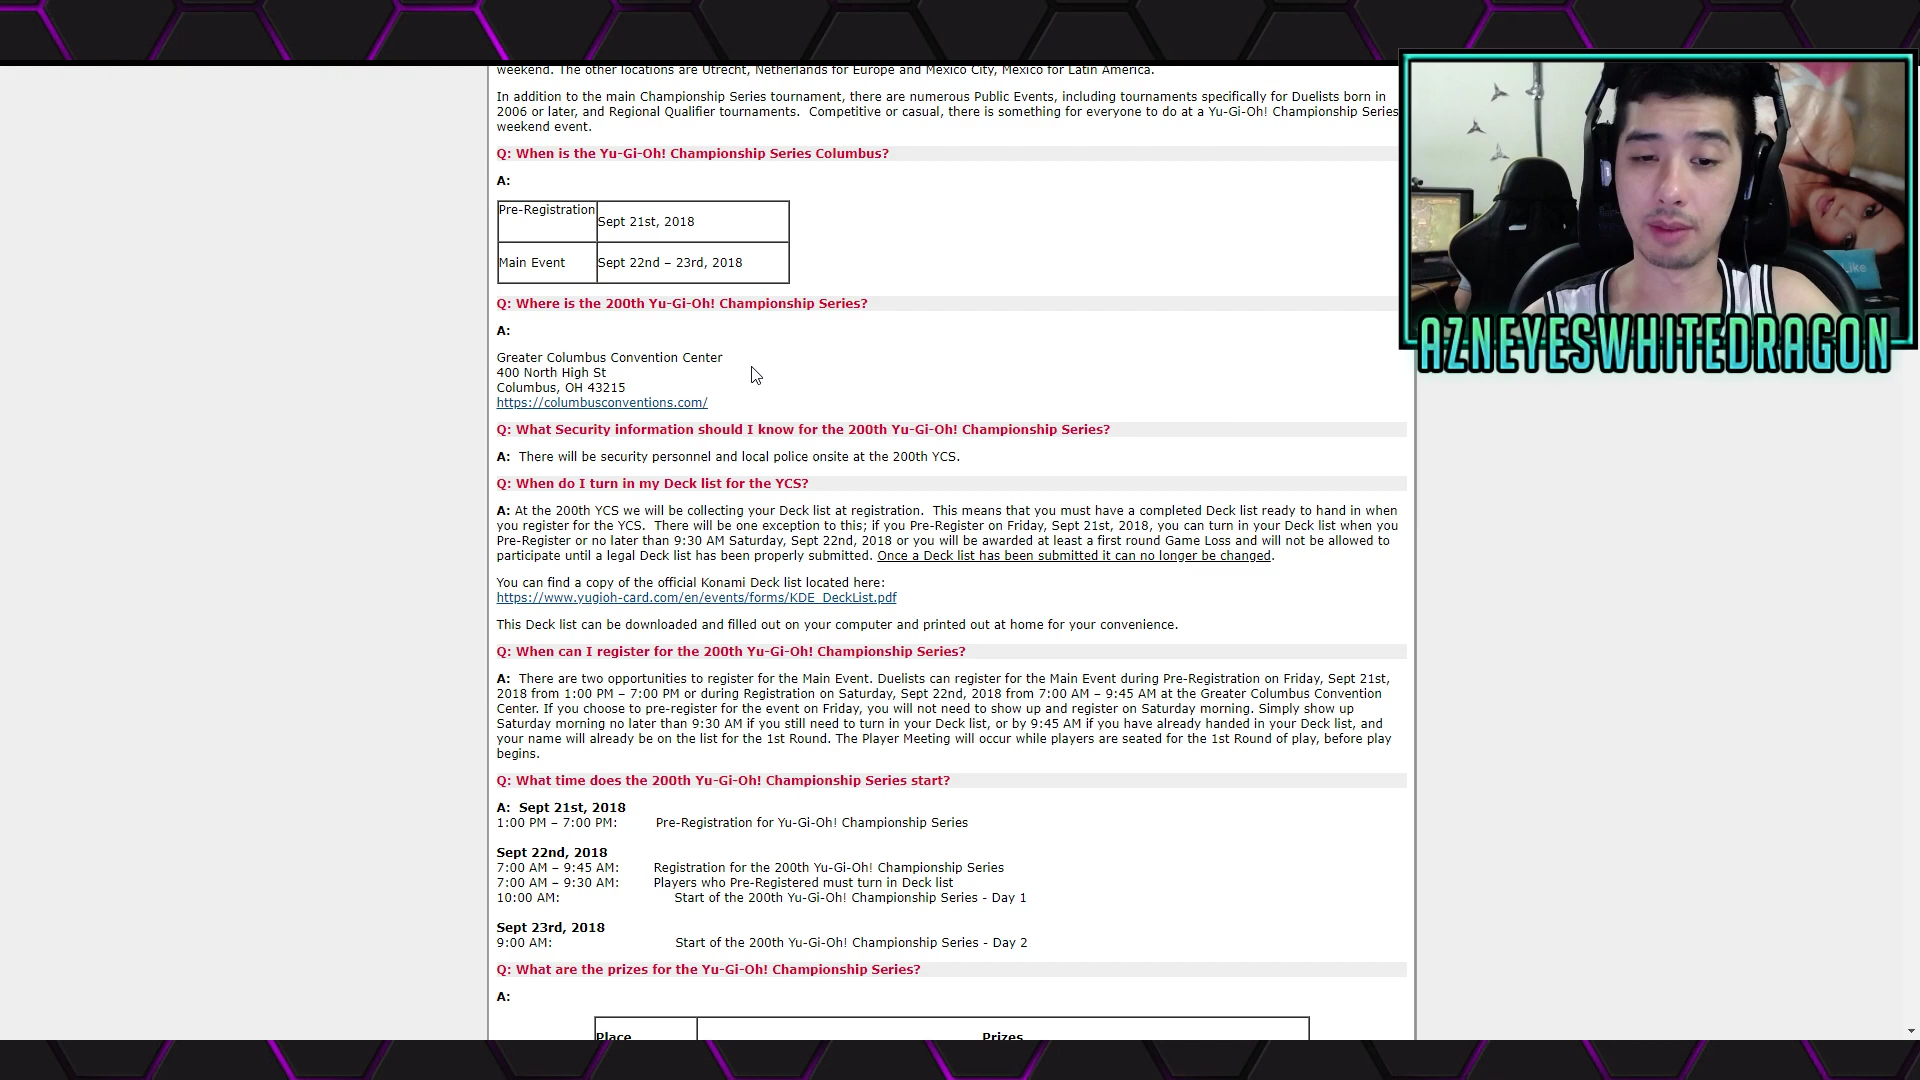 weekend. The other locations are Utrecht, Netherlands for Europe and Mexico City, Mexico for Latin America.
In addition to the main Championship Series tournament, there are numerous Public Events, including tournaments specifically for Duelists born in
2006 or later, and Regional Qualifier tournaments.  Competitive or casual, there is something for everyone to do at a Yu-Gi-Oh! Championship Series
weekend event.
Q: When is the Yu-Gi-Oh! Championship Series Columbus?
A:
Pre-Registration Sept 21st, 2018
Main Event Sept 22nd – 23rd, 2018
Q: Where is the 200th Yu-Gi-Oh! Championship Series?
A:
Greater Columbus Convention Center
400 North High St
Columbus, OH 43215
https://columbusconventions.com/
Q: What Security information should I know for the 200th Yu-Gi-Oh! Championship Series?
A:  There will be security personnel and local police onsite at the 200th YCS.
Q: When do I turn in my Deck list for the YCS?
A: At the 200th YCS we will be collecting your Deck list at registration.  This means that you must have a completed Deck list ready to hand in when
you register for the YCS.  There will be one exception to this; if you Pre-Register on Friday, Sept 21st, 2018, you can turn in your Deck list when you
Pre-Register or no later than 9:30 AM Saturday, Sept 22nd, 2018 or you will be awarded at least a first round Game Loss and will not be allowed to
participate until a legal Deck list has been properly submitted. Once a Deck list has been submitted it can no longer be changed.
You can find a copy of the official Konami Deck list located here:
https://www.yugioh-card.com/en/events/forms/KDE_DeckList.pdf
This Deck list can be downloaded and filled out on your computer and printed out at home for your convenience.
Q: When can I register for the 200th Yu-Gi-Oh! Championship Series?
A:  There are two opportunities to register for the Main Event. Duelists can register for the Main Event during Pre-Registration on Friday, Sept 21st,
2018 from 1:00 PM – 7:00 PM or during Registration on Saturday, Sept 22nd, 2018 from 7:00 AM – 9:45 AM at the Greater Columbus Convention
Center. If you choose to pre-register for the event on Friday, you will not need to show up and register on Saturday morning. Simply show up
Saturday morning no later than 9:30 AM if you still need to turn in your Deck list, or by 9:45 AM if you have already handed in your Deck list, and
your name will already be on the list for the 1st Round. The Player Meeting will occur while players are seated for the 1st Round of play, before play
begins.
Q: What time does the 200th Yu-Gi-Oh! Championship Series start?
A:  Sept 21st, 2018
1:00 PM – 7:00 PM: Pre-Registration for Yu-Gi-Oh! Championship Series
Sept 22nd, 2018
7:00 AM – 9:45 AM: Registration for the 200th Yu-Gi-Oh! Championship Series
7:00 AM – 9:30 AM: Players who Pre-Registered must turn in Deck list
10:00 AM: Start of the 200th Yu-Gi-Oh! Championship Series - Day 1
Sept 23rd, 2018
9:00 AM: Start of the 200th Yu-Gi-Oh! Championship Series - Day 2
Q: What are the prizes for the Yu-Gi-Oh! Championship Series?
A:
Place Prizes
Like
AZNEYESWHITEDRAGON